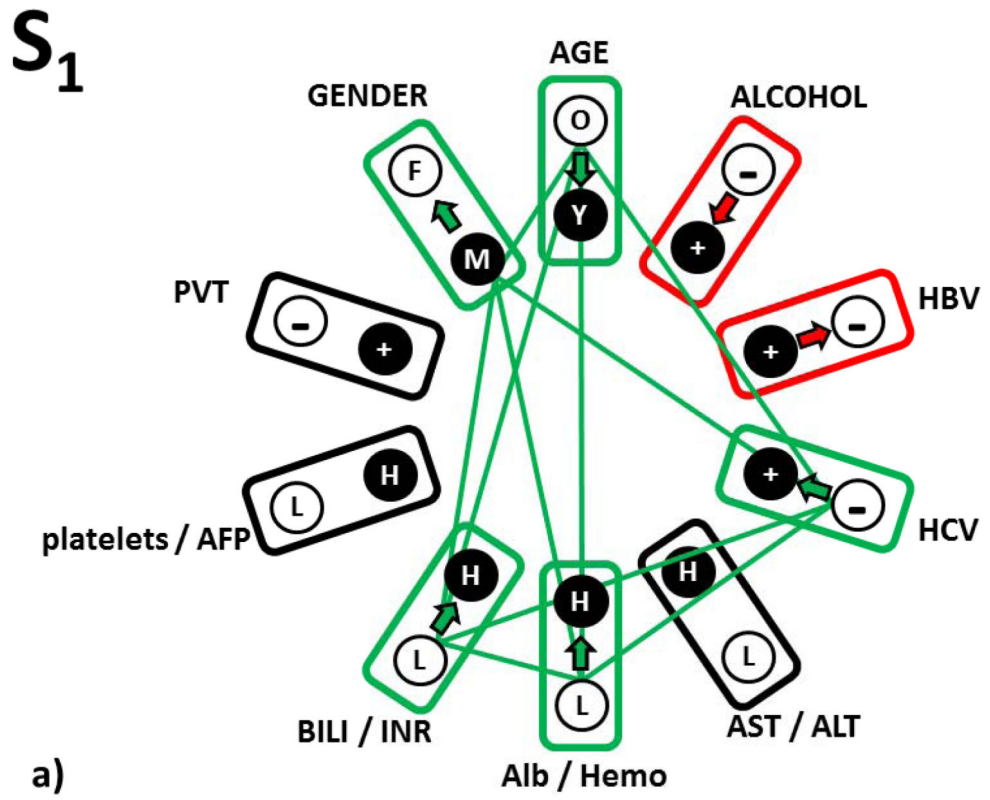 S1
AGE
GENDER
ALCOHOL
O
F
-
Y
+
M
PVT
HBV
-
+
+
-
H
+
L
-
platelets / AFP
HCV
H
H
H
L
L
L
BILI / INR
AST / ALT
Alb / Hemo
a)